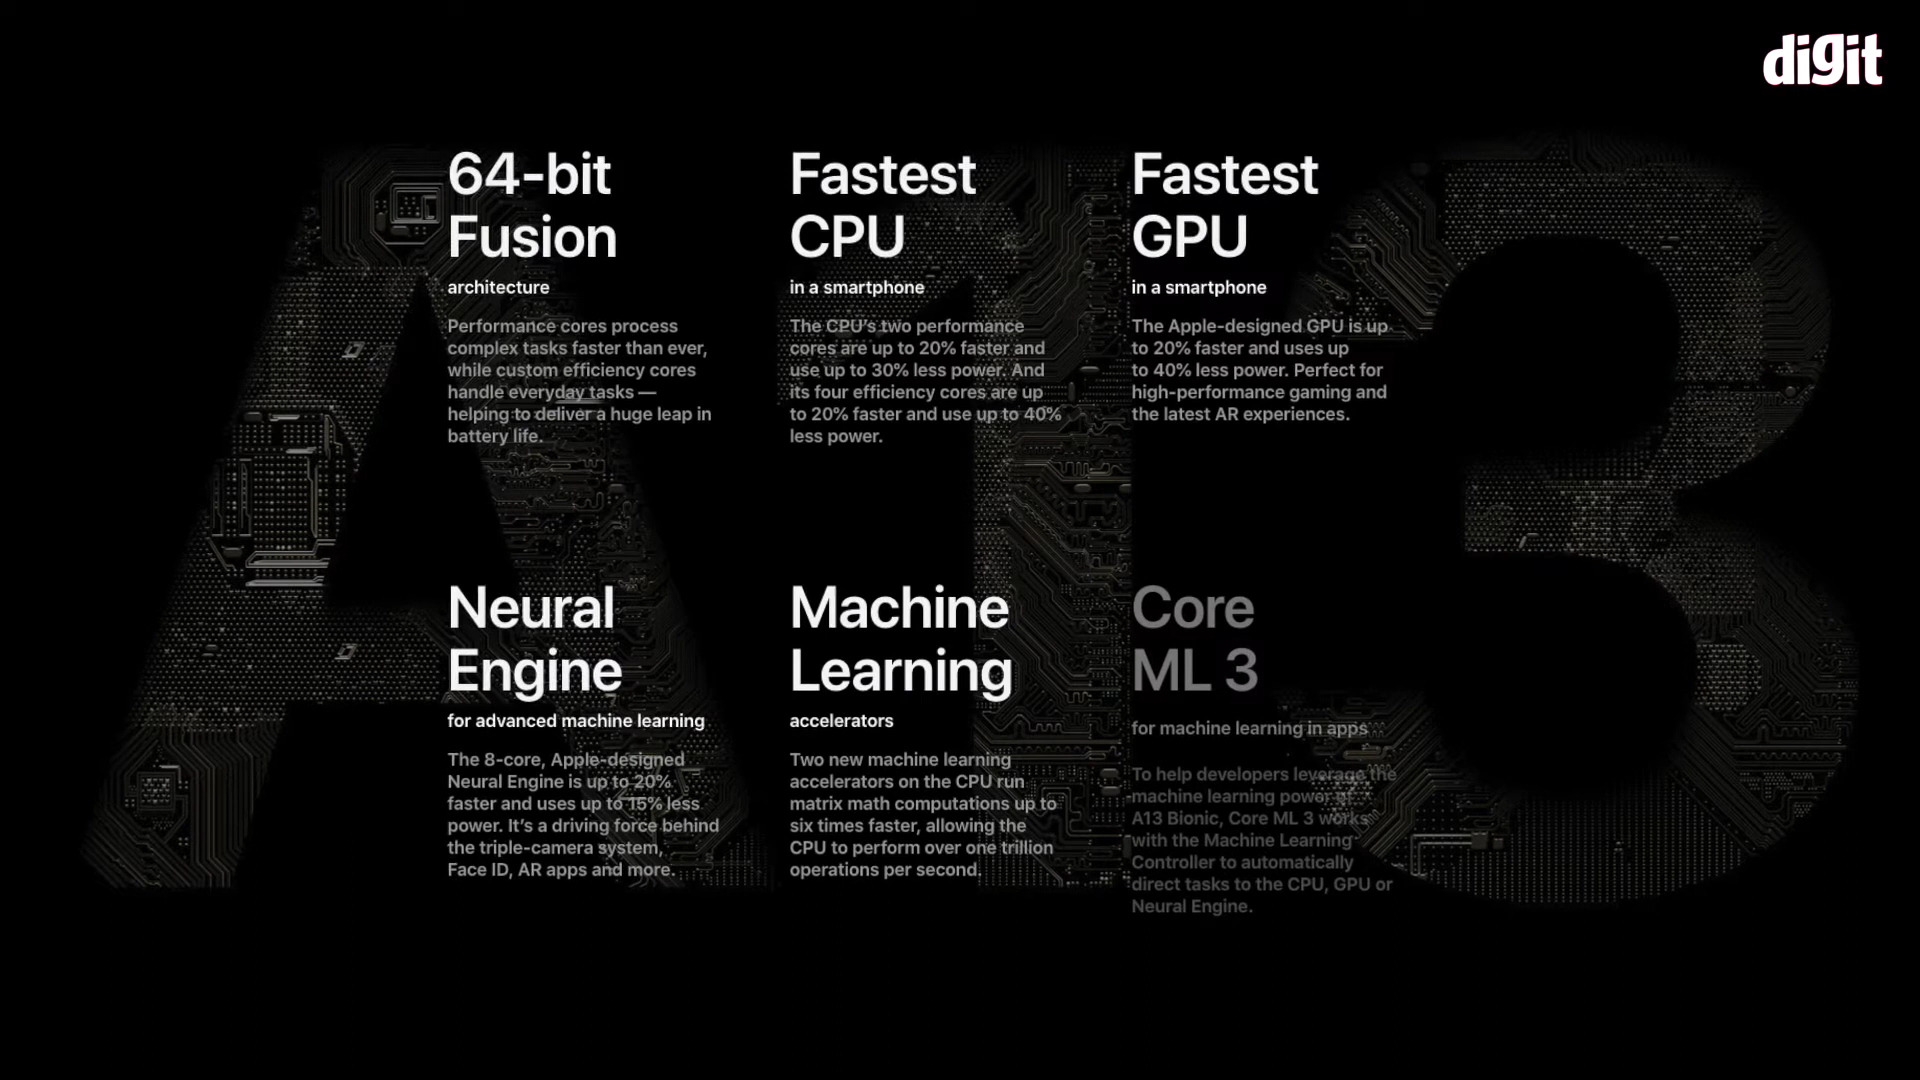 digit
64-bit
Fusion
architecture
Performance cores process
complex tasks faster than ever,
while custom efficiency cores
handle everyday tasks —
helping to deliver a huge leap in
battery life.
Fastest
CPU
in a smartphone
The CPU’s two performance
cores are up to 20% faster and
use up to 30% less power. And
its four efficiency cores are up
to 20% faster and use up to 40%
less power.
Fastest
GPU
in a smartphone
The Apple-designed GPU is up
to 20% faster and uses up
to 40% less power. Perfect for
high-performance gaming and
the latest AR experiences.
Neural
Engine
for advanced machine learning
The 8-core, Apple-designed
Neural Engine is up to 20%
faster and uses up to 15% less
power. It’s a driving force behind
the triple-camera system,
Face ID, AR apps and more.
Machine
Learning
accelerators
Two new machine learning
accelerators on the CPU run
matrix math computations up to
six times faster, allowing the
CPU to perform over one trillion
operations per second.
Core
ML 3
for machine learning in apps
To help developers leverage the
machine learning power of
A13 Bionic, Core ML 3 works
with the Machine Learning
Controller to automatically
direct tasks to the CPU, GPU or
Neural Engine.
A13